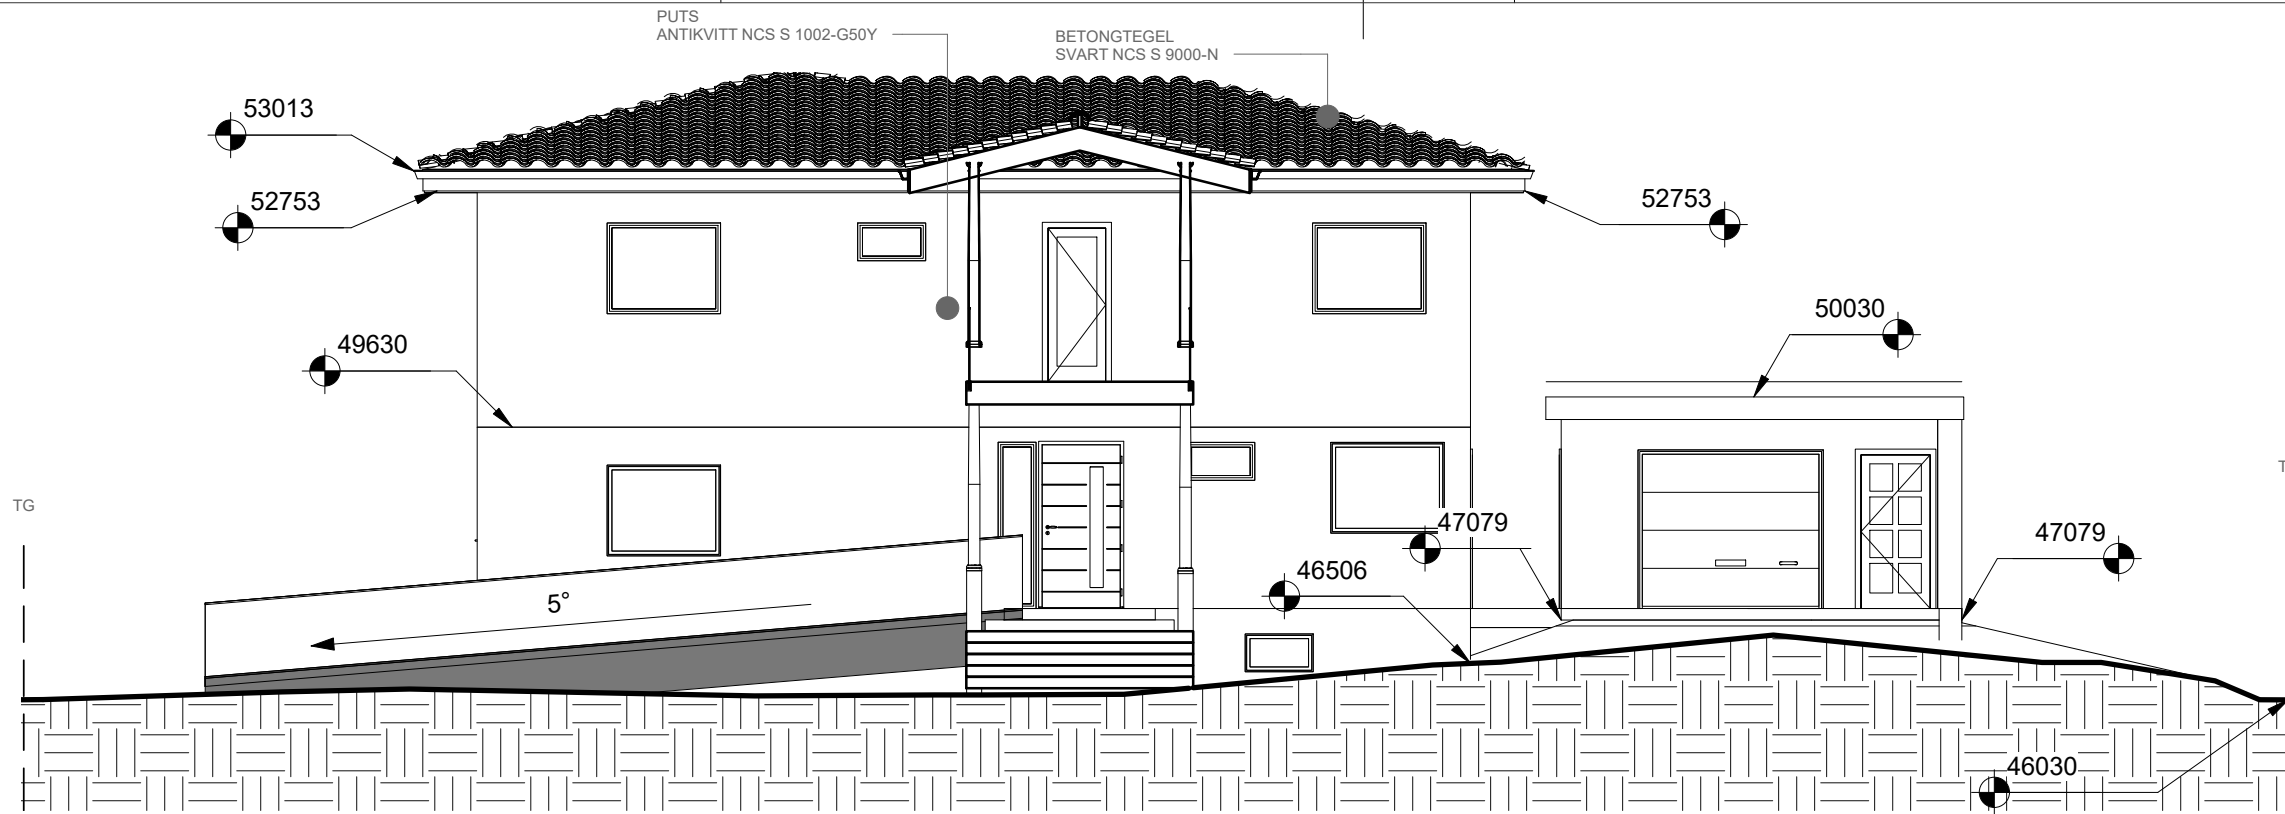 PUTS
ANTIKVITT NCS S 1002-G50Y
BETONGTEGEL
SVART NCS S 9000-N
53013
52753
52753
50030
49630
TG
47079
47079
46506
5°
46030